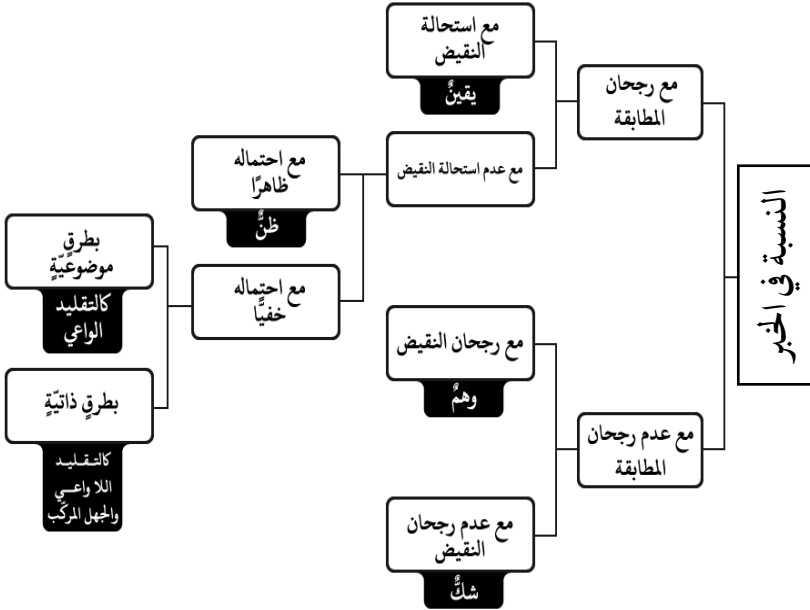 النسبة في الخبر
مع رجحان
المطابقة
مع استحالة
النقيض
يقينٌ
مع عدم استحالة النقيض
مع احتماله
ظاهرًا
ظنٌّ
مع احتماله
خفيًّا
بطرقٍ
موضوعيّةٍ
كالتقليد
الواعي
بطرقٍ ذاتيّةٍ
كالتـقـليـد
اللا واعـي
والجهل المركّب
مع عدم رجحان
المطابقة
مع رجحان النقيض
وهمٌ
مع عدم رجحان
النقيض
شكٌّ